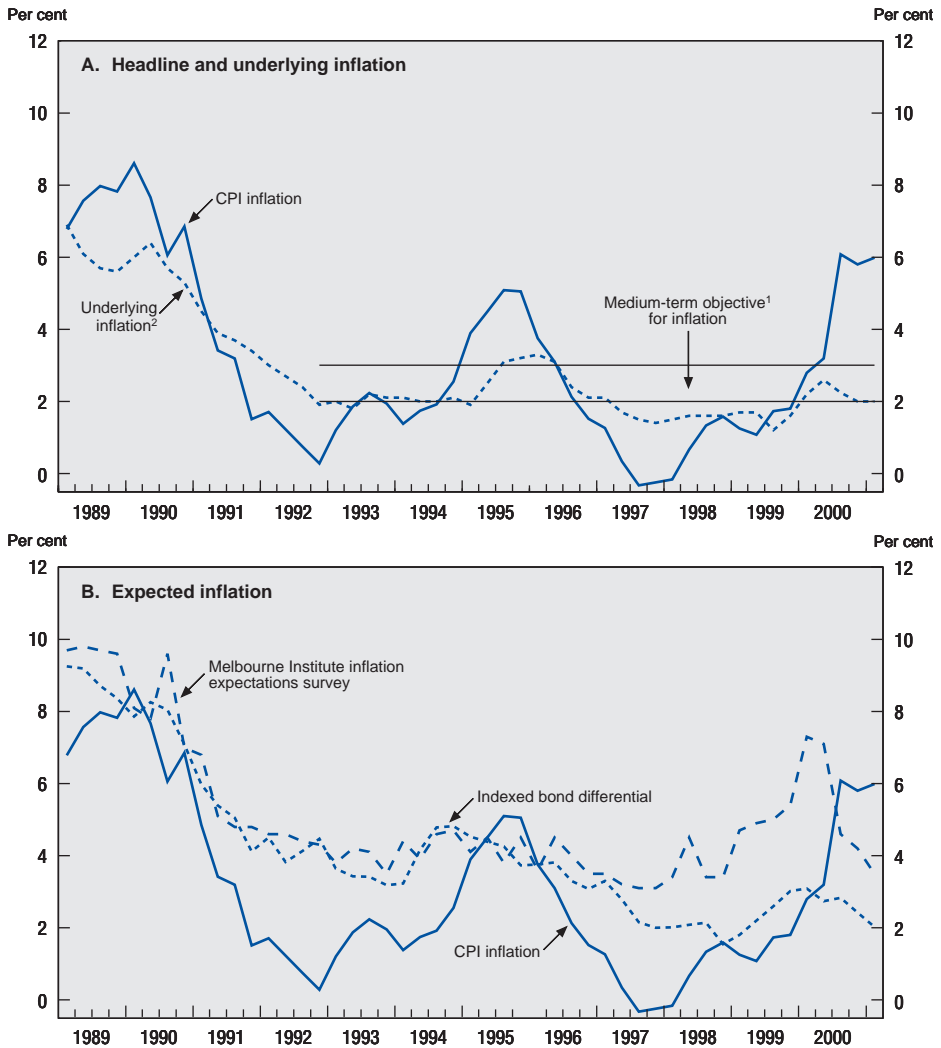 Per cent Per cent
12 12
A. Headline and underlying inflation
10 10
8 8
CPI inflation
6 6
Underlying
inflation2
Medium-term objective1
for inflation
4 4
2 2
0 0
1989 1990 1991 1992 1993 1994 1995 1996 1997 1998 1999 2000
Per cent Per cent
12 12
B. Expected inflation
10 10
Melbourne Institute inflation
expectations survey
8 8
6 6
Indexed bond differential
4 4
2 2
CPI inflation
0 0
1989 1990 1991 1992 1993 1994 1995 1996 1997 1998 1999 2000